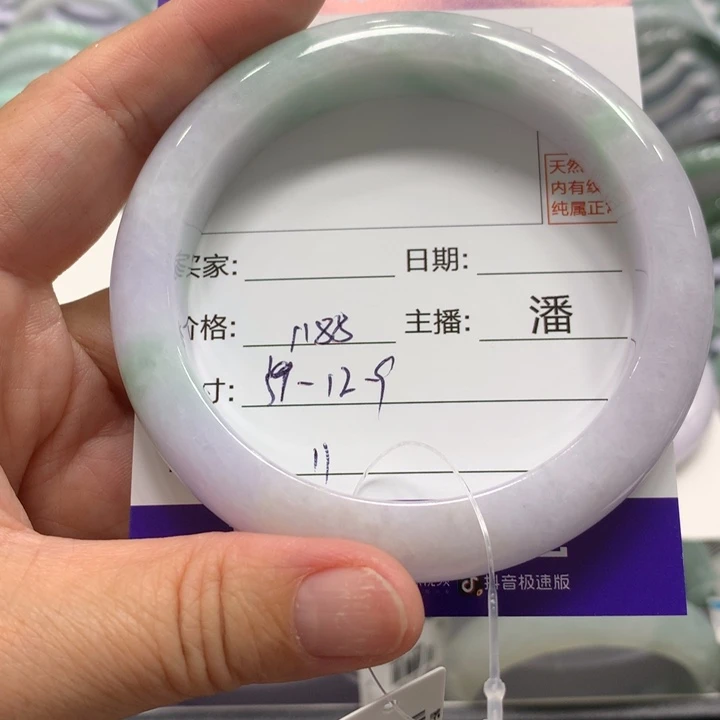 天然
内有纹
纯属正
买家: 日期:
价格: 1188 主播: 潘
寸: 59-12-9
11
抖音极速版